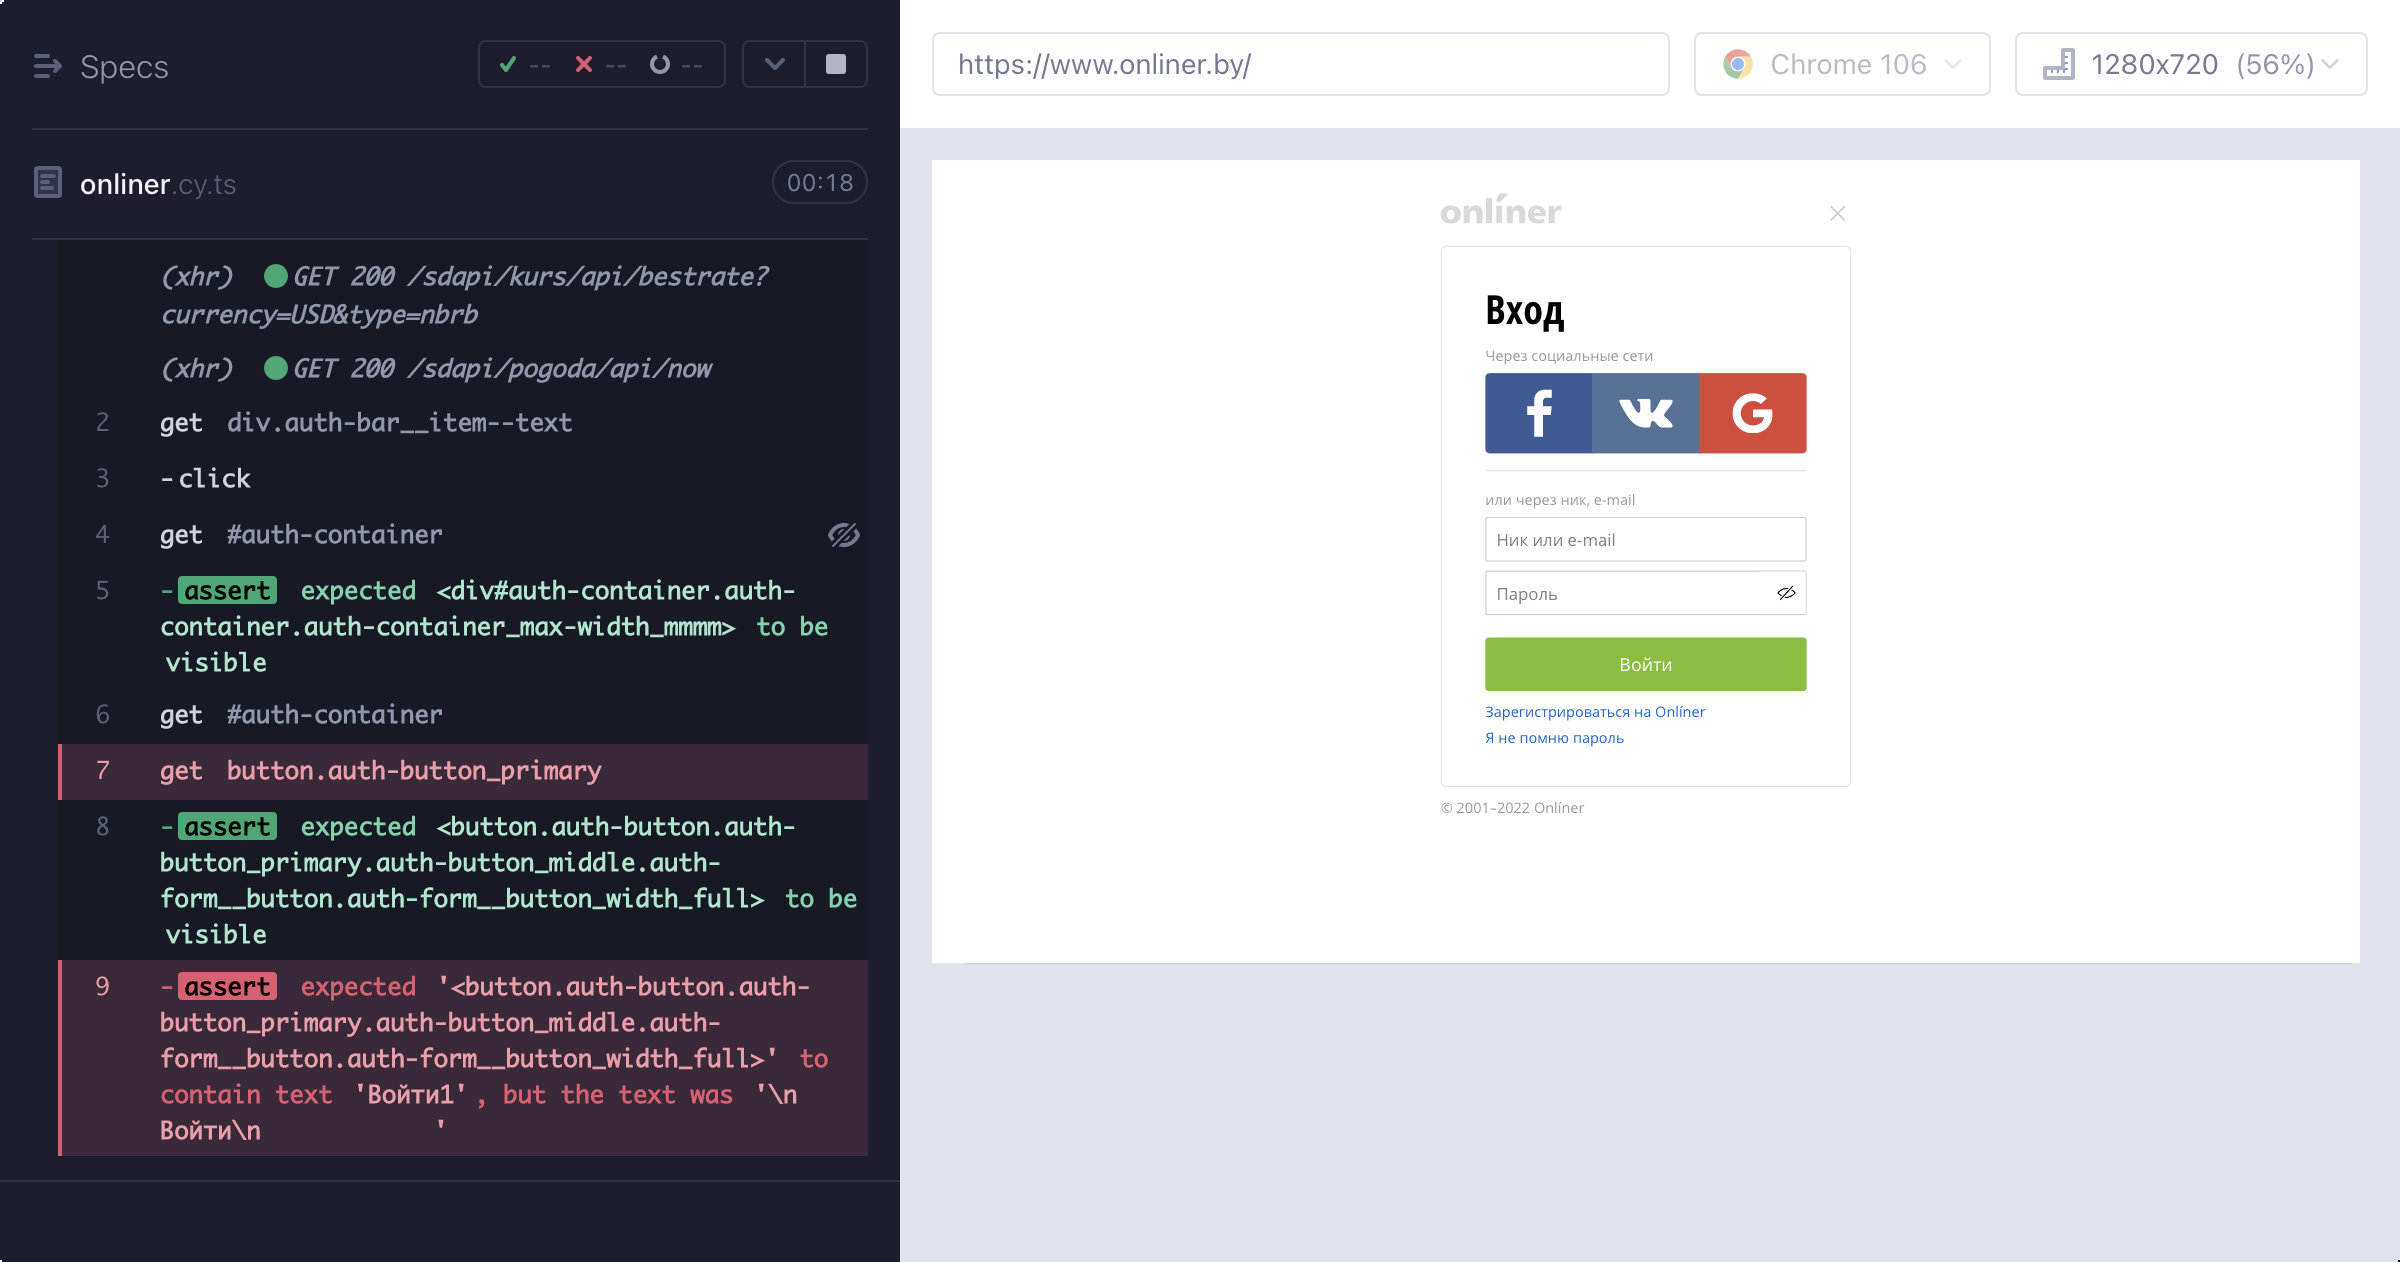 Specs
-- -- --
onliner.cy.ts
00:18
(xhr) GET 200 /sdapi/kurs/api/bestrate?
currency=USD&type=nbrb
(xhr) GET 200 /sdapi/pogoda/api/now
2 get div.auth-bar__item--text
3 -click
4 get #auth-container
5 -assert expected <div#auth-container.auth-
container.auth-container_max-width_mmmm> to be
visible
6 get #auth-container
7 get button.auth-button_primary
8 -assert expected <button.auth-button.auth-
button_primary.auth-button_middle.auth-
form__button.auth-form__button_width_full> to be
visible
9 -assert expected '<button.auth-button.auth-
button_primary.auth-button_middle.auth-
form__button.auth-form__button_width_full>' to
contain text 'Войти1', but the text was '\n
Войти\n '
https://www.onliner.by/
Chrome 106
1280x720 (56%)
onlíner
Вход
Через социальные сети
или через ник, e-mail
Ник или e-mail
Пароль
Войти
Зарегистрироваться на Onlíner
Я не помню пароль
© 2001–2022 Onlíner